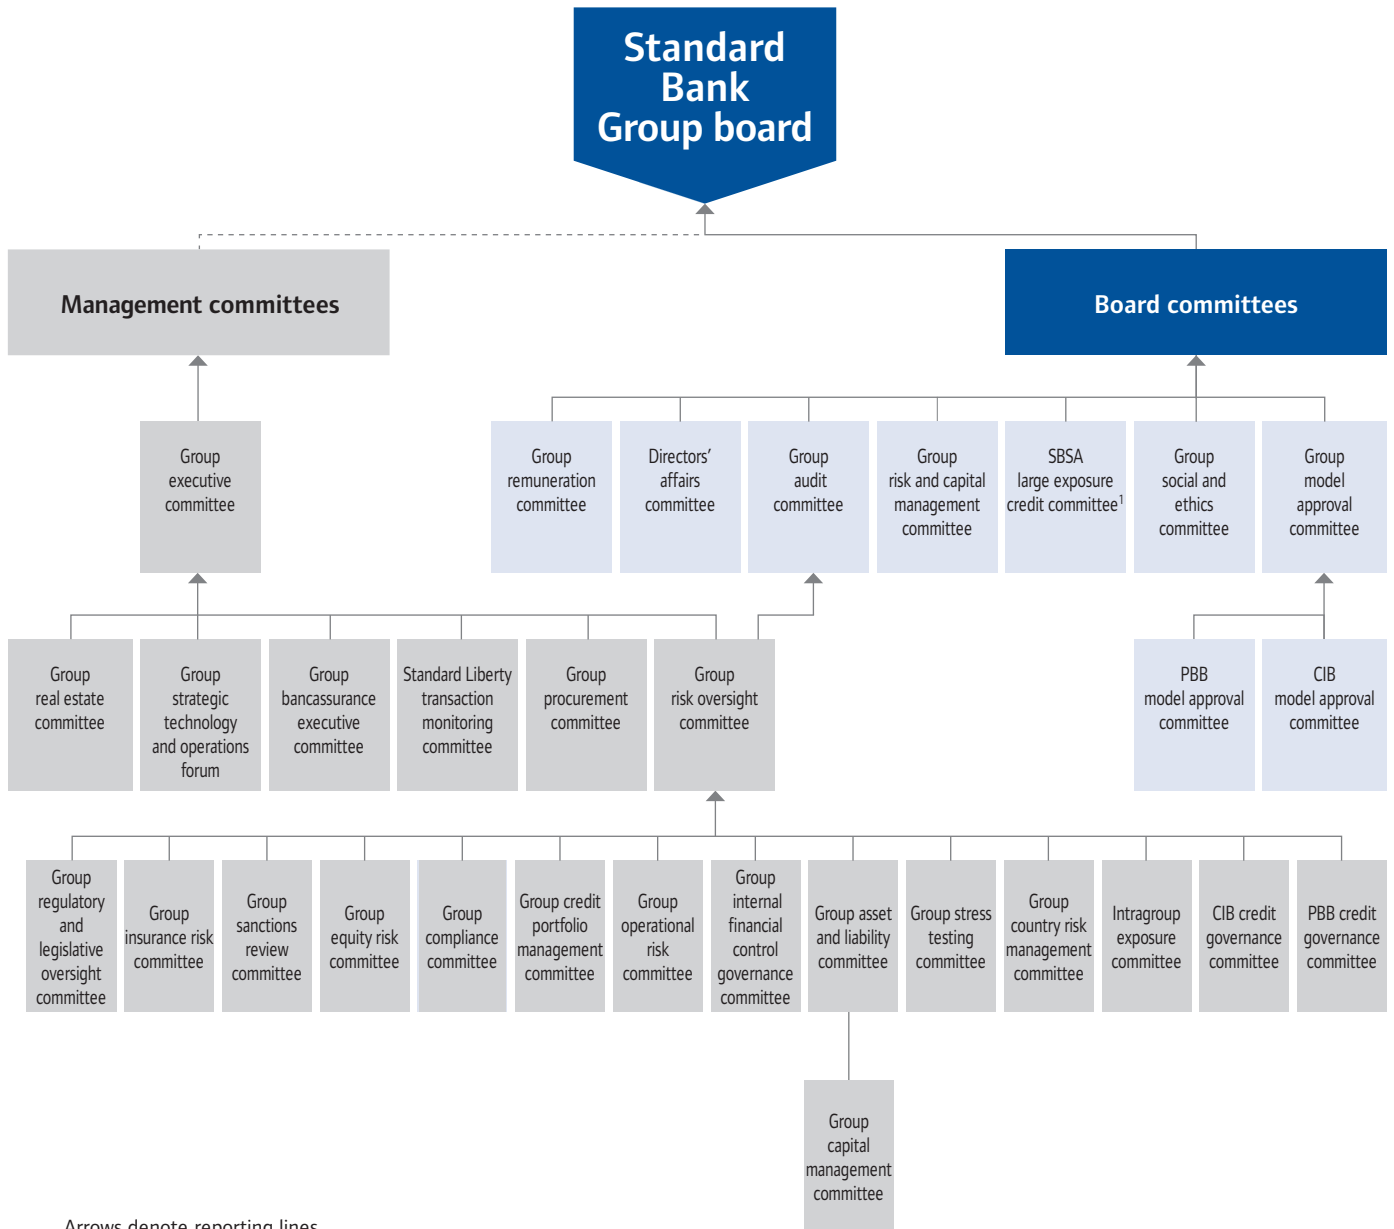 Standard
Bank
Group board
Management committees
Board committees
Group
executive
committee
Group
remuneration
committee
Directors’
affairs
committee
Group
audit
committee
Group
risk and capital
management
committee
SBSA
large exposure
credit committee1
Group
social and
ethics
committee
Group
model
approval
committee
Group
real estate
committee
Group
strategic
technology
and operations
forum
Group
bancassurance
executive
committee
Standard Liberty
transaction
monitoring
committee
Group
procurement
committee
Group
risk oversight
committee
PBB
model approval
committee
CIB
model approval
committee
Group
regulatory
and
legislative
oversight
committee
Group
insurance risk
committee
Group
sanctions
review
committee
Group
equity risk
committee
Group
compliance
committee
Group credit
portfolio
management
committee
Group
operational
risk
committee
Group
internal
financial
control
governance
committee
Group asset
and liability
committee
Group stress
testing
committee
Group
country risk
management
committee
Intragroup
exposure
committee
CIB credit
governance
committee
PBB credit
governance
committee
Group
capital
management
committee
Arrows denote reporting lines